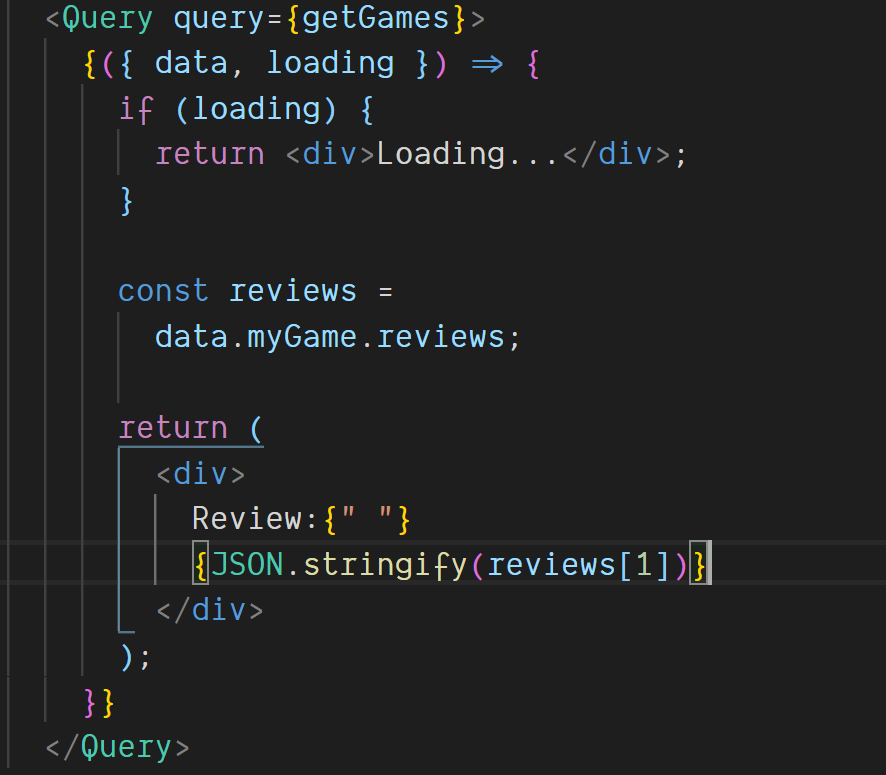 <Query query={getGames}>
{({ data, loading }) => {
if (loading) {
return <div>Loading...</div>;
}
const reviews =
data.myGame.reviews;
return (
<div>
Review:{" "}
{JSON.stringify(reviews[1])}
</div>
);
}}
</Query>